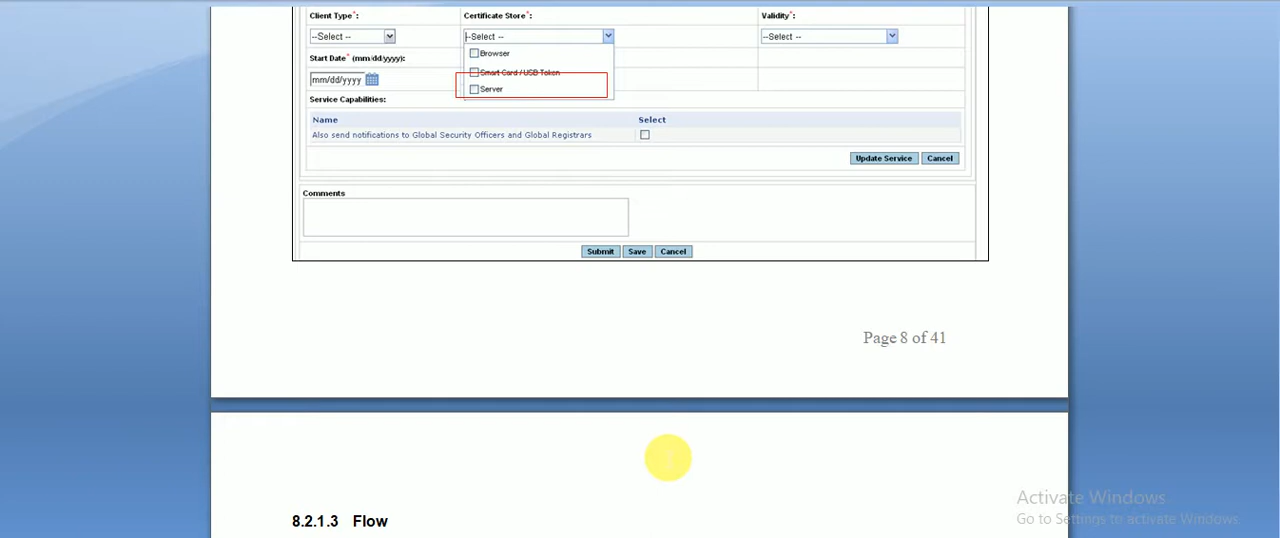 Client Type*: Certificate Store*: Validity*:
--Select -- -Select -- --Select --
Browser
Start Date* (mm/dd/yyyy):
Smart Card / USB Token
mm/dd/yyyy
Server
Service Capabilities:
Name Select
Also send notifications to Global Security Officers and Global Registrars
Update Service Cancel
Comments
Submit Save Cancel
Page 8 of 41
Activate Windows
Go to Settings to activate Windows.
8.2.1.3 Flow